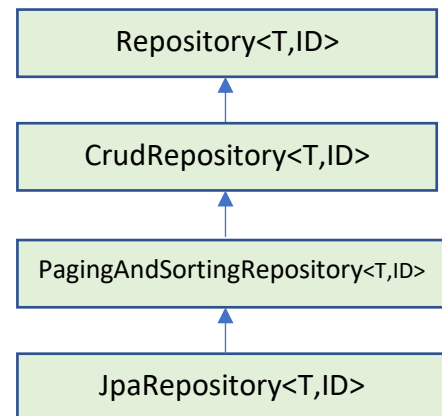 Repository<T,ID>
CrudRepository<T,ID>
PagingAndSortingRepository<T,ID>
JpaRepository<T,ID>